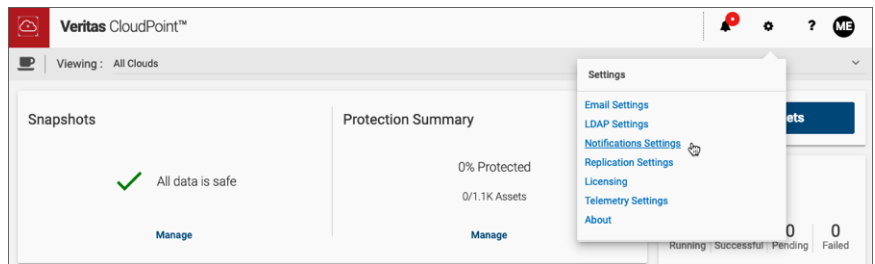 Veritas CloudPoint™
? ME
Viewing : All Clouds
Settings
Email Settings
LDAP Settings
Notifications Settings
Replication Settings
Licensing
Telemetry Settings
About
Snapshots
All data is safe
Manage
Protection Summary
0% Protected
0/1.1K Assets
Manage
ets
0 0
Running Successful Pending Failed